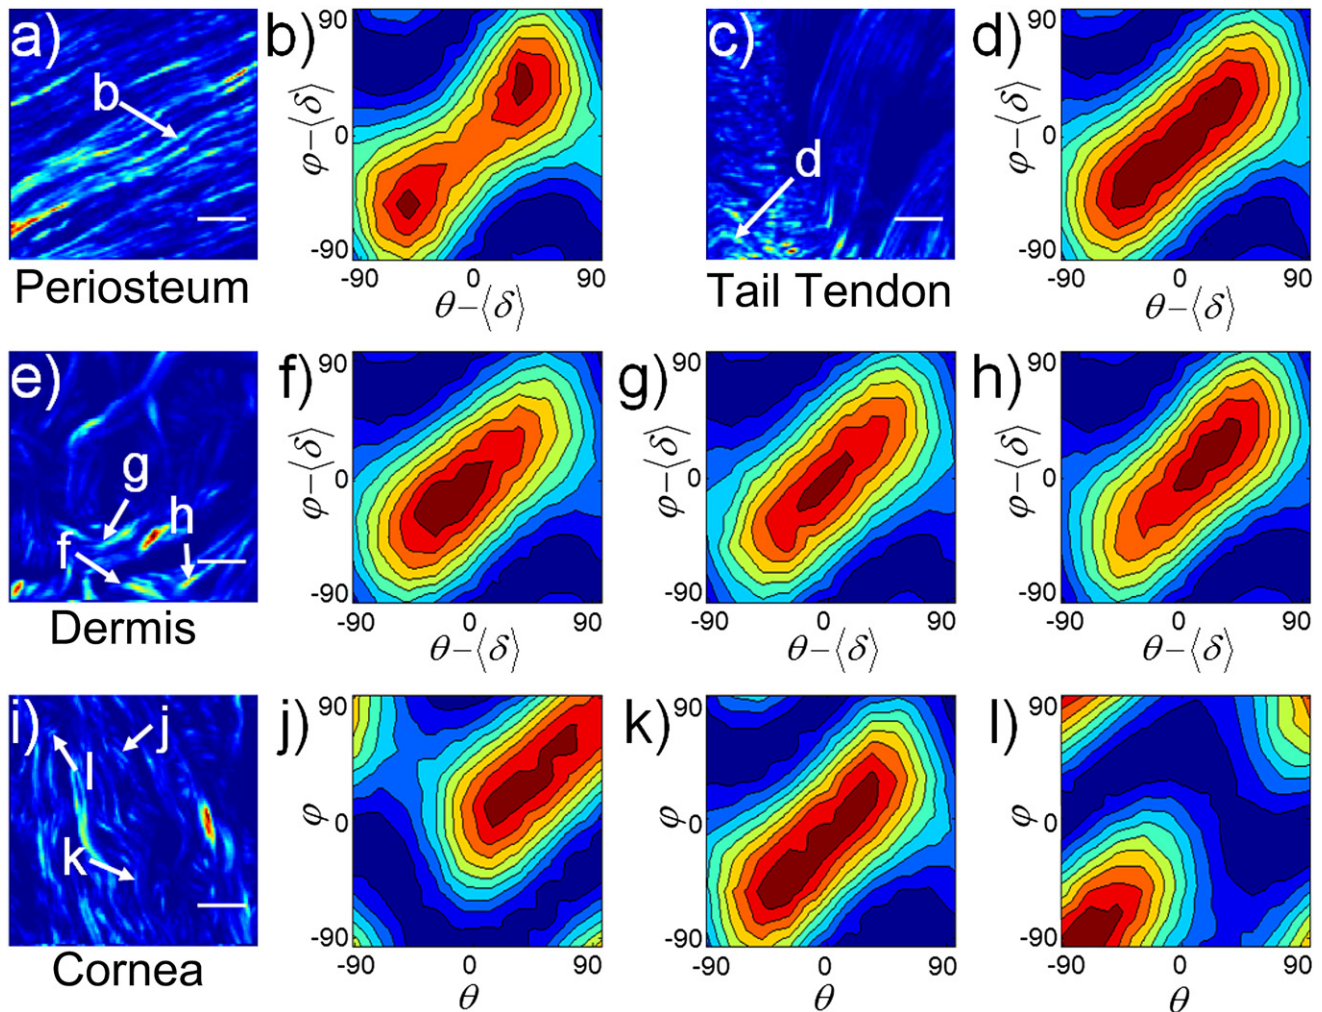 a)
b
Periosteum
b)
90
0
-90
φ–⟨δ⟩
-90 0 90
θ–⟨δ⟩
c)
d
Tail Tendon
d)
90
0
-90
φ–⟨δ⟩
-90 0 90
θ–⟨δ⟩
e)
g
h
f
Dermis
f)
90
0
-90
φ–⟨δ⟩
-90 0 90
θ–⟨δ⟩
g)
90
0
-90
φ–⟨δ⟩
-90 0 90
θ–⟨δ⟩
h)
90
0
-90
φ–⟨δ⟩
-90 0 90
θ–⟨δ⟩
i)
j
l
k
Cornea
j)
90
0
-90
φ
-90 0 90
θ
k)
90
0
-90
φ
-90 0 90
θ
l)
90
0
-90
φ
-90 0 90
θ